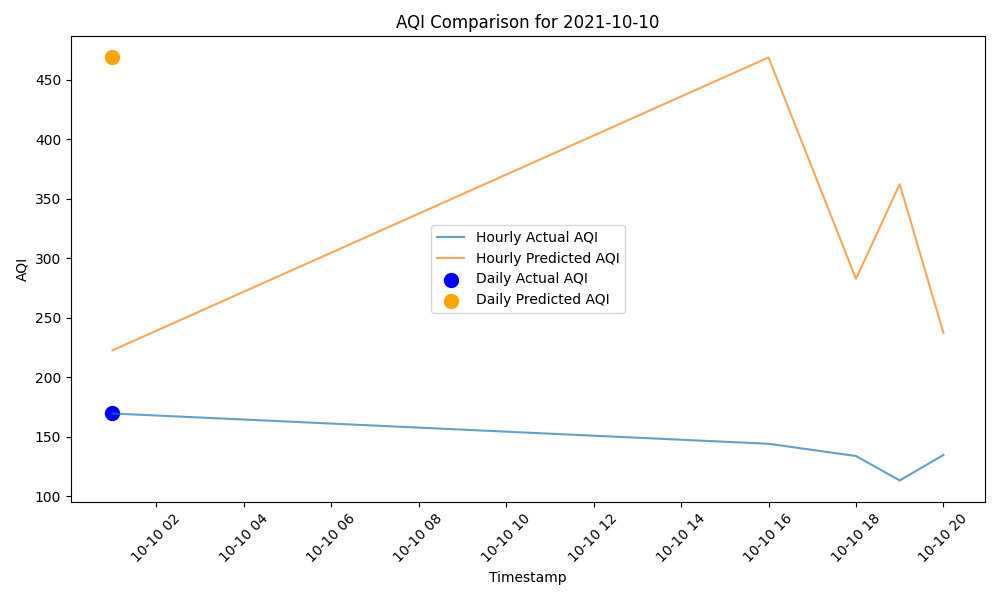 AQI Comparison for 2021-10-10
AQI
450
400
350
300
250
200
150
100
Hourly Actual AQI
Hourly Predicted AQI
Daily Actual AQI
Daily Predicted AQI
10-10 02
10-10 04
10-10 06
10-10 08
10-10 10
10-10 12
10-10 14
10-10 16
10-10 18
10-10 20
Timestamp